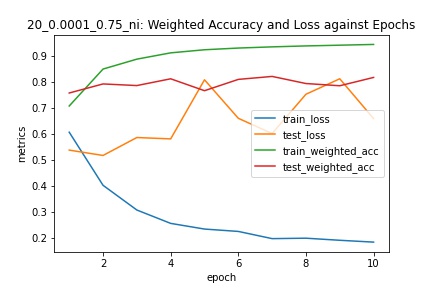 20_0.0001_0.75_ni: Weighted Accuracy and Loss against Epochs
metrics
0.9
0.8
0.7
0.6
0.5
0.4
0.3
0.2
train_loss
test_loss
train_weighted_acc
test_weighted_acc
2 4 6 8 10
epoch